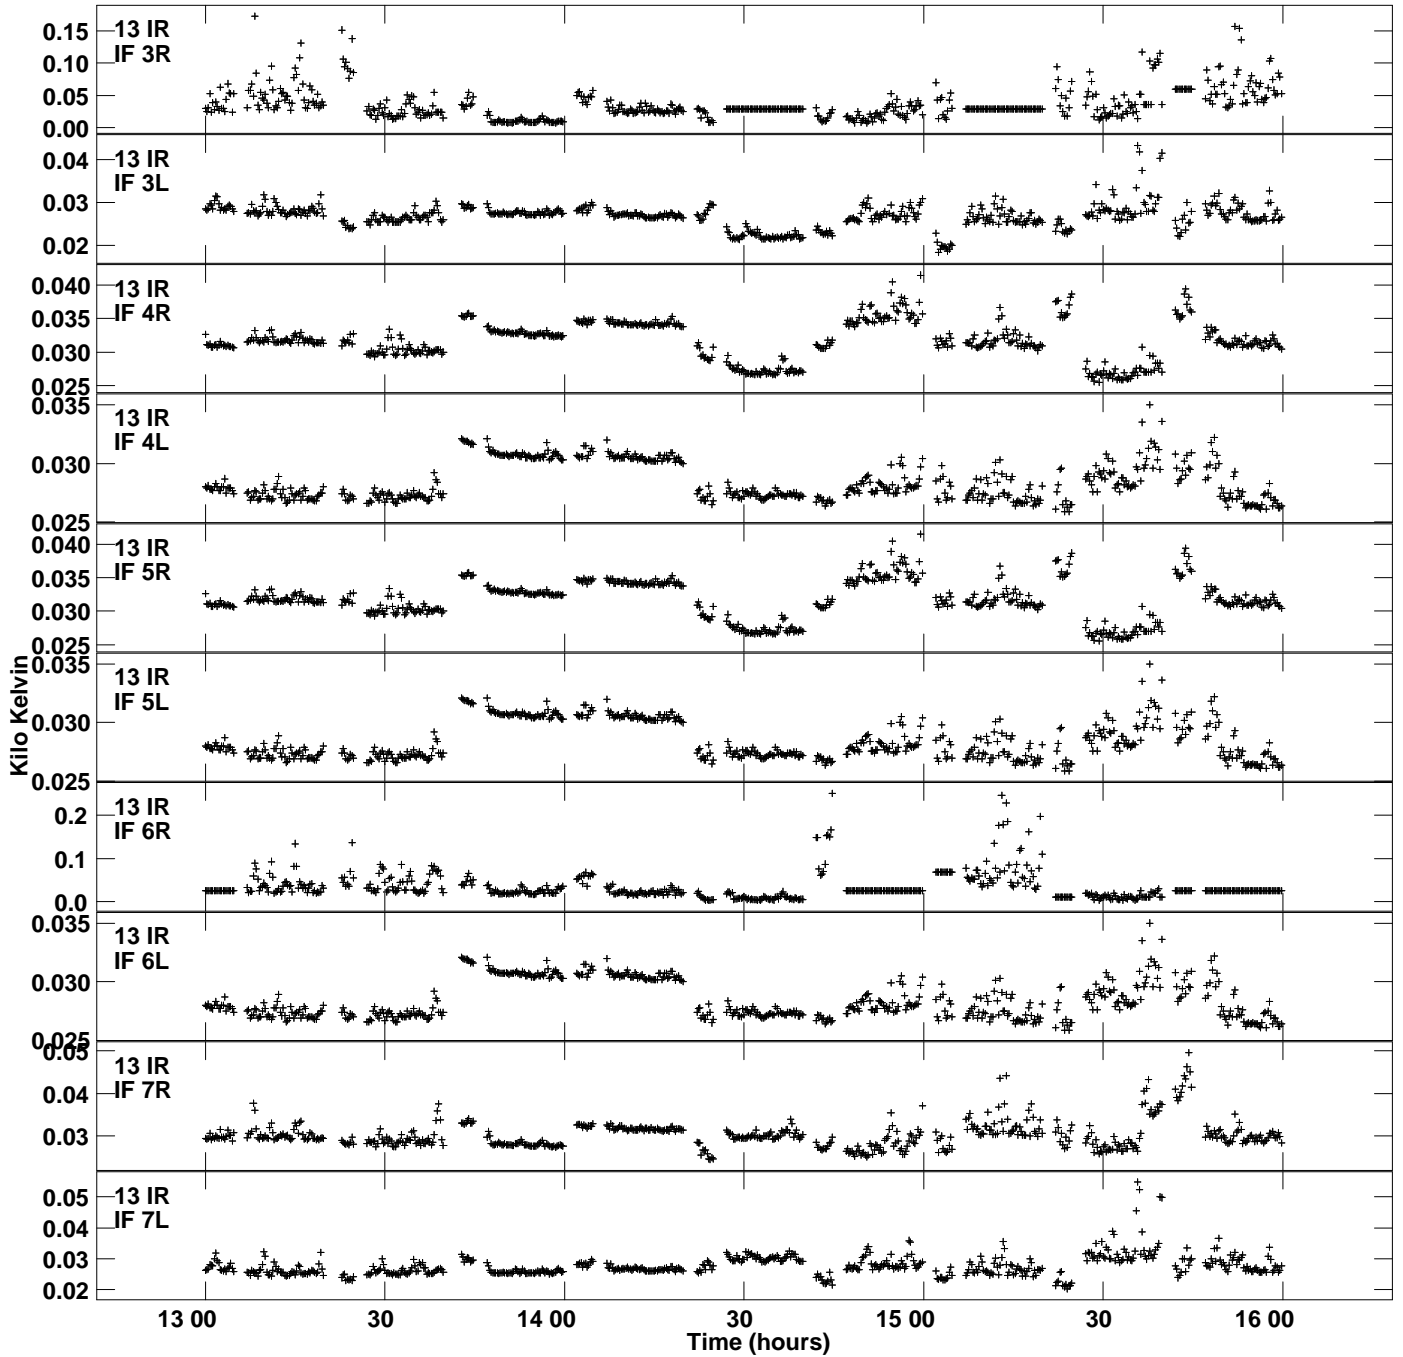 13 IR
IF 3R
0.15
0.10
0.05
0.00
13 IR
IF 3L
0.04
0.03
0.02
13 IR
IF 4R
0.040
0.035
0.030
0.025
13 IR
IF 4L
0.035
0.030
0.025
13 IR
IF 5R
0.040
0.035
0.030
0.025
Kilo Kelvin
13 IR
IF 5L
0.035
0.030
0.025
13 IR
IF 6R
0.2
0.1
0.0
13 IR
IF 6L
0.035
0.030
0.025
13 IR
IF 7R
0.05
0.04
0.03
13 IR
IF 7L
0.05
0.04
0.03
0.02
13 00 30 14 00 30 15 00 30 16 00
Time (hours)